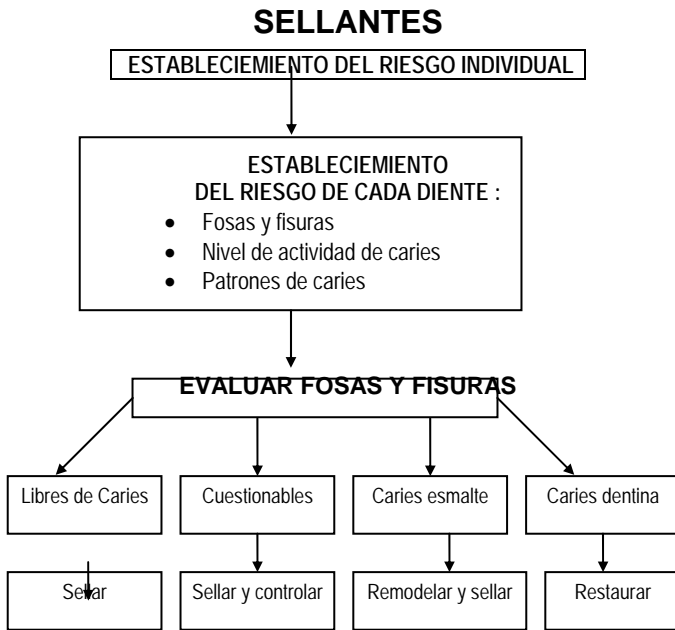 SELLANTES
ESTABLECIEMIENTO DEL RIESGO INDIVIDUAL
ESTABLECIEMIENTO
DEL RIESGO DE CADA DIENTE :
• Fosas y fisuras
• Nivel de actividad de caries
• Patrones de caries
EVALUAR FOSAS Y FISURAS
Libres de Caries
Cuestionables
Caries esmalte
Caries dentina
Sellar
Sellar y controlar
Remodelar y sellar
Restaurar